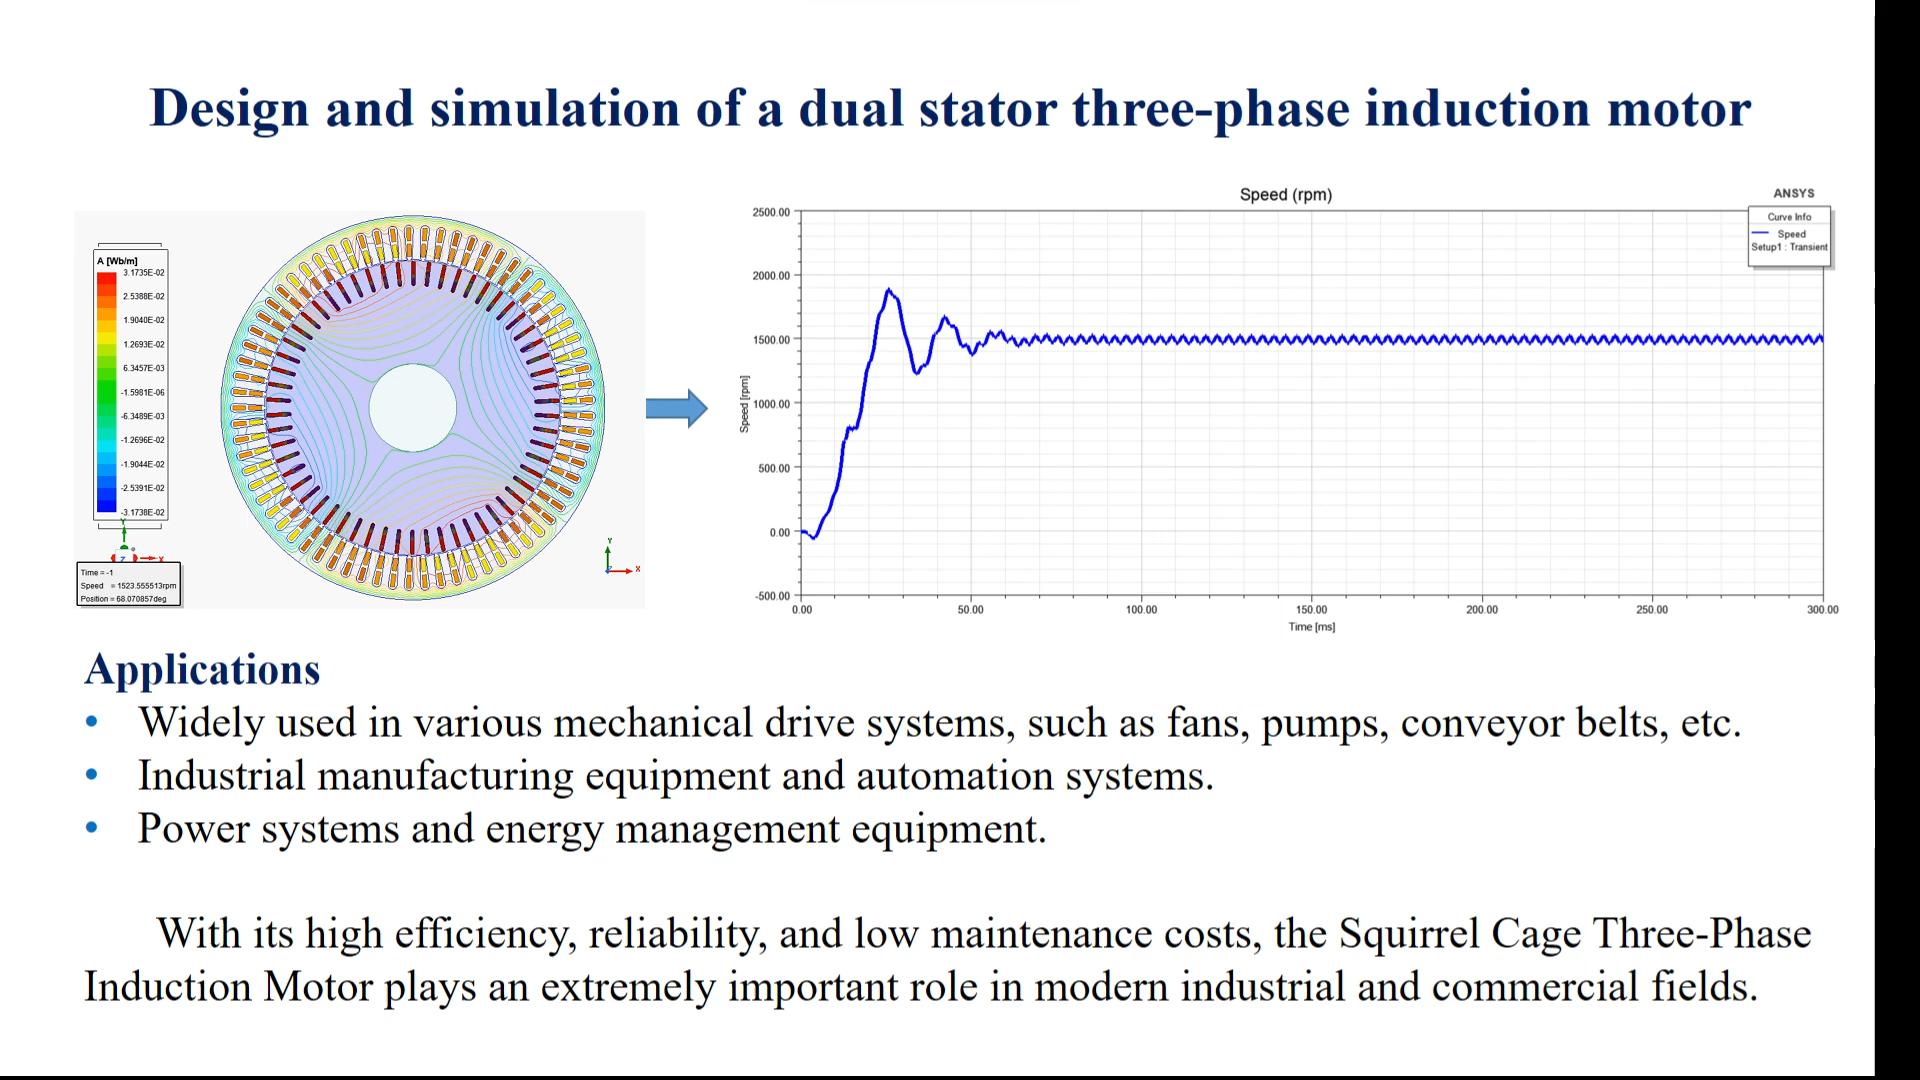 Design and simulation of a dual stator three-phase induction motor
A [Wb/m]
3.1735E-02
2.5388E-02
1.9040E-02
1.2693E-02
6.3457E-03
-1.5981E-06
-6.3489E-03
-1.2696E-02
-1.9044E-02
-2.5391E-02
-3.1738E-02
Y
Z
X
Time = -1
Speed = 1523.555513rpm
Position = 68.070857deg
Y
X
Speed (rpm)
ANSYS
Curve Info
Speed
Setup1 : Transient
2500.00
2000.00
1500.00
1000.00
500.00
0.00
-500.00
Speed [rpm]
0.00 50.00 100.00 150.00 200.00 250.00 300.00
Time [ms]
Applications
• Widely used in various mechanical drive systems, such as fans, pumps, conveyor belts, etc.
• Industrial manufacturing equipment and automation systems.
• Power systems and energy management equipment.
With its high efficiency, reliability, and low maintenance costs, the Squirrel Cage Three-Phase
Induction Motor plays an extremely important role in modern industrial and commercial fields.